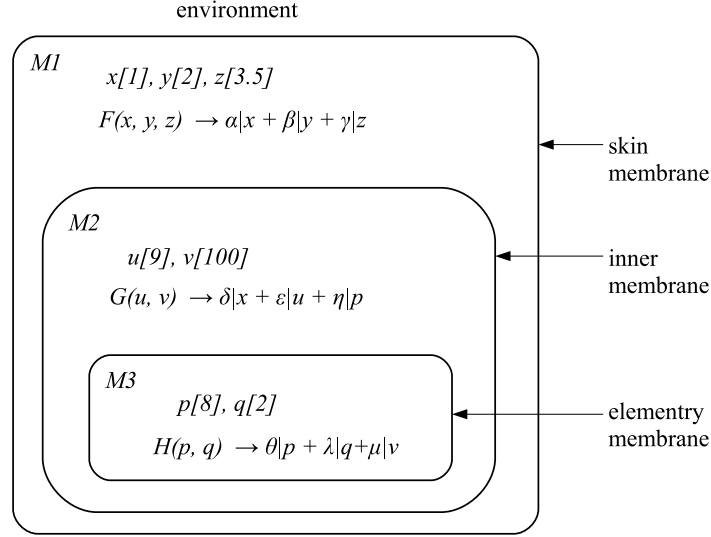 environment
M1
x[1], y[2], z[3.5]
F(x, y, z) → α|x + β|y + γ|z
skin
membrane
M2
u[9], v[100]
G(u, v) → δ|x + ε|u + η|p
inner
membrane
M3
p[8], q[2]
H(p, q) → θ|p + λ|q+μ|v
elementry
membrane